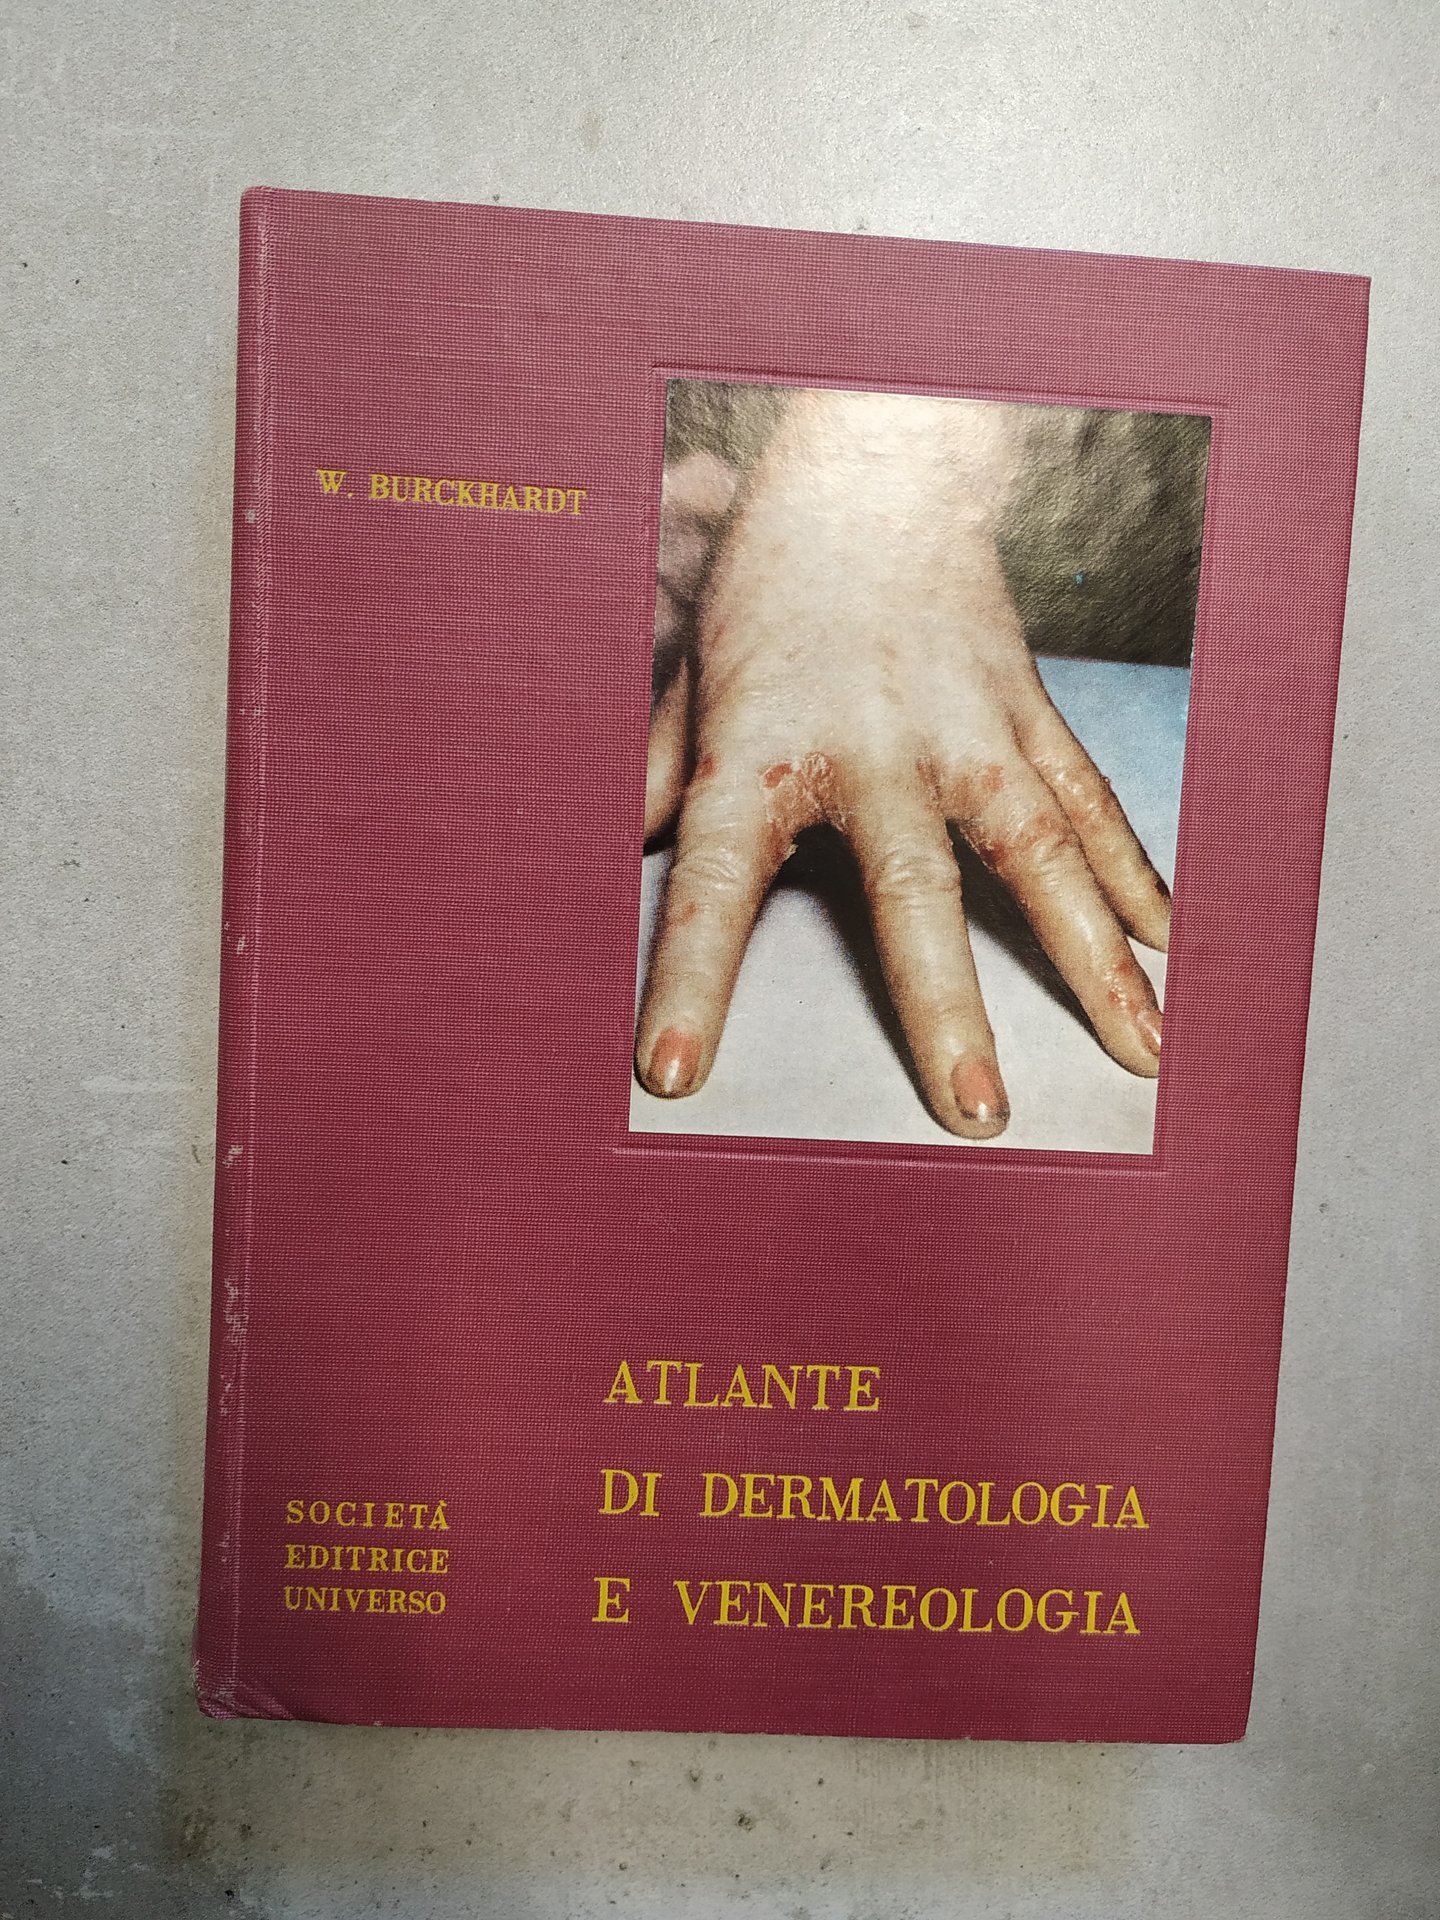 W. BURCKHARDT
ATLANTE
DI DERMATOLOGIA
E VENEREOLOGIA
SOCIETÀ
EDITRICE
UNIVERSO